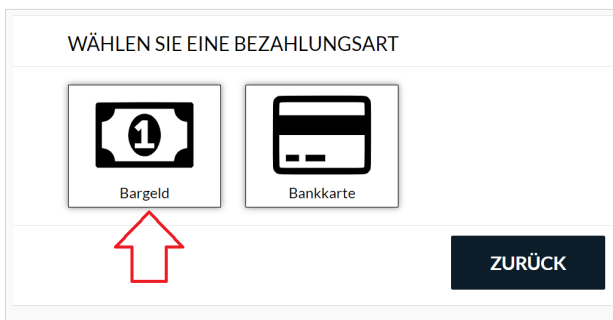 WÄHLEN SIE EINE BEZAHLUNGSART
1
Bargeld
Bankkarte
ZURÜCK